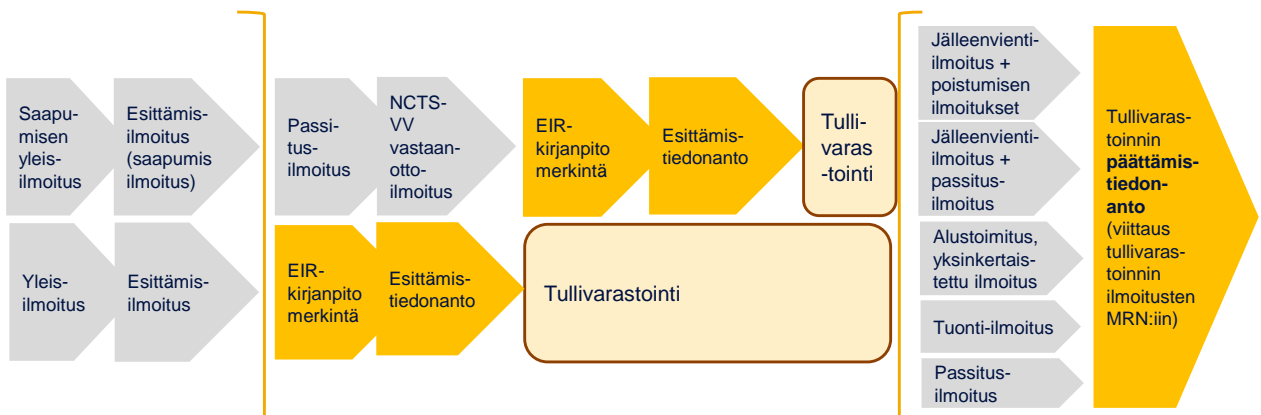 Saapu-
misen
yleis-
ilmoitus
Esittämis-
ilmoitus
(saapumis
ilmoitus)
Passi-
tus-
ilmoitus
NCTS-
VV
vastaan-
otto-
ilmoitus
EIR-
kirjanpito
merkintä
Esittämis-
tiedonanto
Tulli-
varas
-tointi
Yleis-
ilmoitus
Esittämis-
ilmoitus
EIR-
kirjanpito
merkintä
Esittämis-
tiedonanto
Tullivarastointi
Jälleenvienti-
ilmoitus +
poistumisen
ilmoitukset
Jälleenvienti-
ilmoitus +
passitus-
ilmoitus
Alustoimitus,
yksinkertais-
tettu ilmoitus
Tuonti-ilmoitus
Passitus-
ilmoitus
Tullivaras-
toinnin
päättämis-
tiedon-
anto
(viittaus
tullivaras-
toinnin
ilmoitusten
MRN:iin)